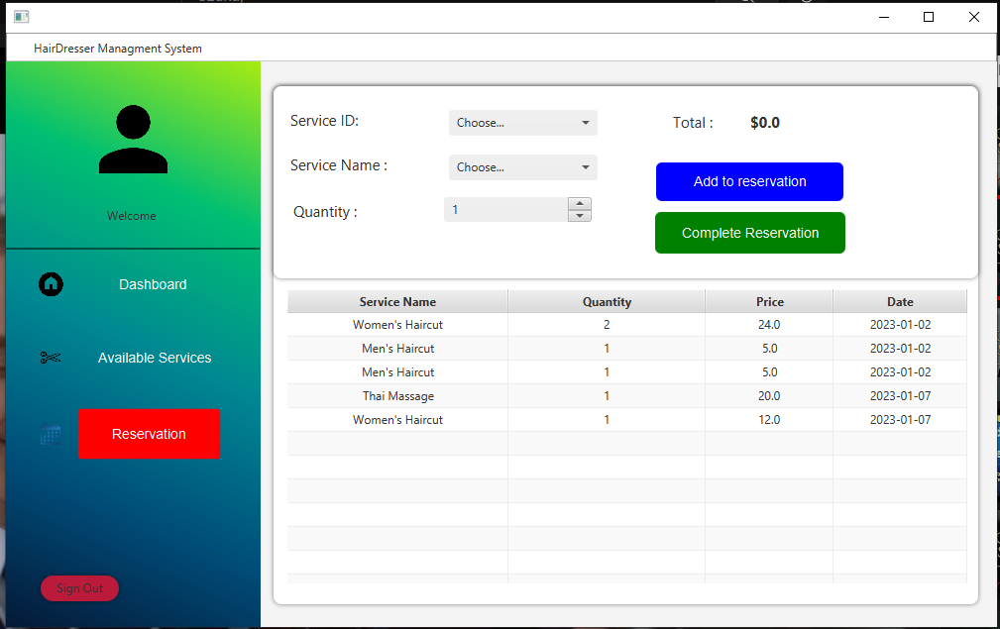 HairDresser Managment System
Welcome
Dashboard
Available Services
Reservation
Sign Out
Service ID:
Choose...
Total :
$0.0
Service Name :
Choose...
Add to reservation
Quantity :
1
Complete Reservation
Service Name Quantity Price Date
Women's Haircut 2 24.0 2023-01-02
Men's Haircut 1 5.0 2023-01-02
Men's Haircut 1 5.0 2023-01-02
Thai Massage 1 20.0 2023-01-07
Women's Haircut 1 12.0 2023-01-07